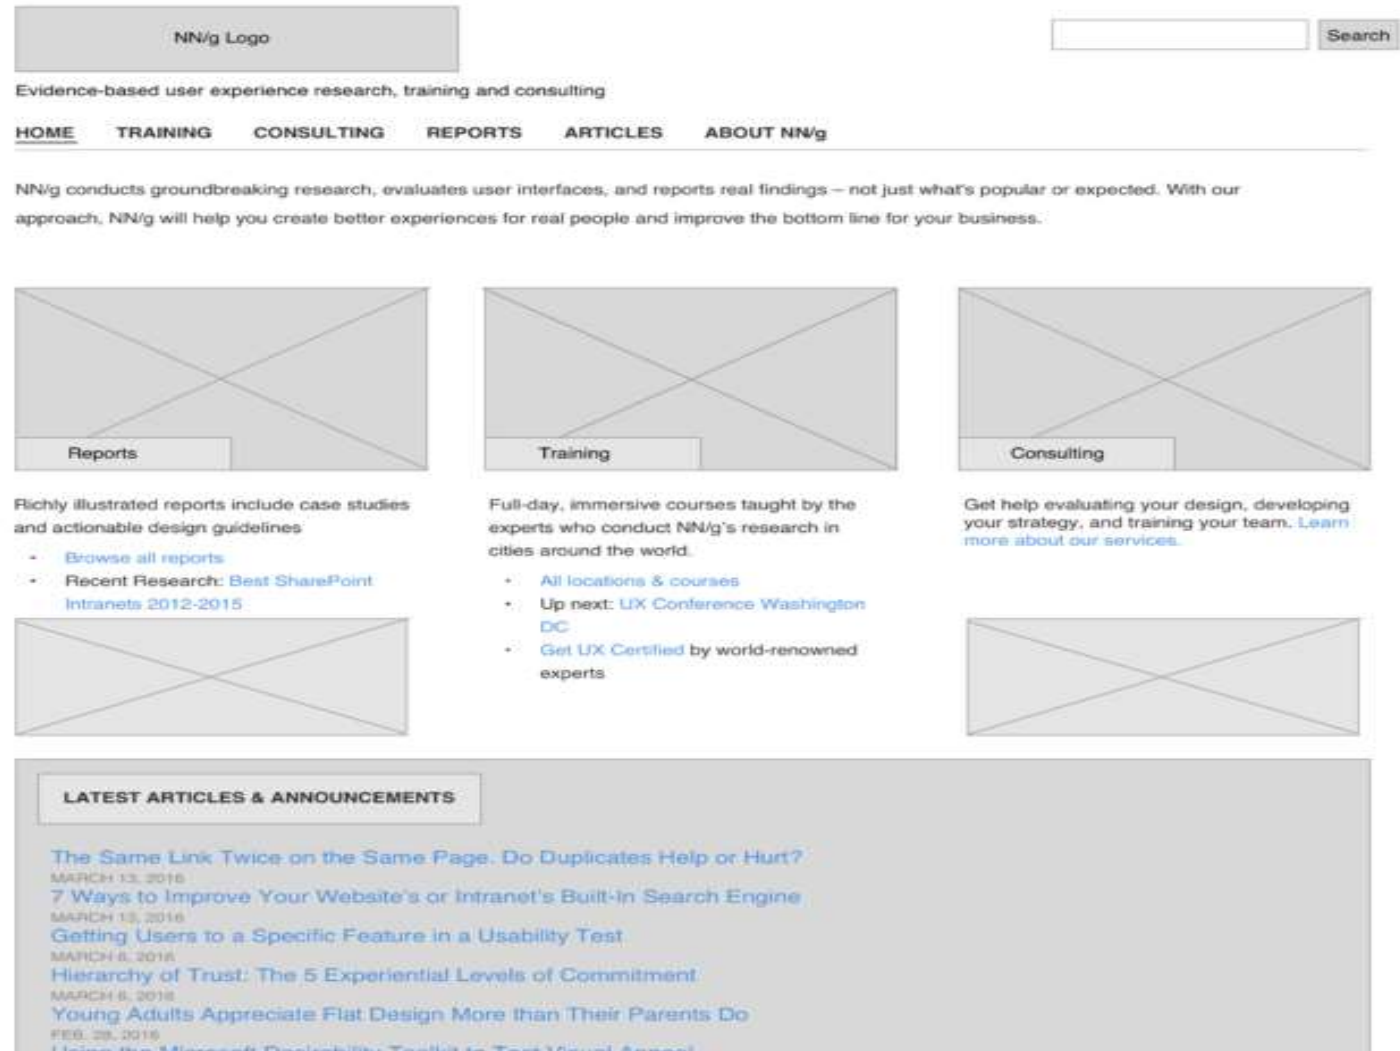 NN/g Logo
Search
Evidence-based user experience research, training and consulting
HOME TRAINING CONSULTING REPORTS ARTICLES ABOUT NN/g
NN/g conducts groundbreaking research, evaluates user interfaces, and reports real findings – not just what's popular or expected. With our
approach, NN/g will help you create better experiences for real people and improve the bottom line for your business.
Reports
Richly illustrated reports include case studies
and actionable design guidelines
• Browse all reports
• Recent Research: Best SharePoint
Intranets 2012-2015
Training
Full-day, immersive courses taught by the
experts who conduct NN/g's research in
cities around the world.
• All locations & courses
• Up next: UX Conference Washington
DC
• Get UX Certified by world-renowned
experts
Consulting
Get help evaluating your design, developing
your strategy, and training your team. Learn
more about our services.
LATEST ARTICLES & ANNOUNCEMENTS
The Same Link Twice on the Same Page. Do Duplicates Help or Hurt?
MARCH 13, 2016
7 Ways to Improve Your Website's or Intranet's Built-In Search Engine
MARCH 13, 2016
Getting Users to a Specific Feature in a Usability Test
MARCH 6, 2016
Hierarchy of Trust: The 5 Experiential Levels of Commitment
MARCH 6, 2016
Young Adults Appreciate Flat Design More than Their Parents Do
FEB. 28, 2016
Using the Microsoft Desirability Toolkit to Test Visual Appeal